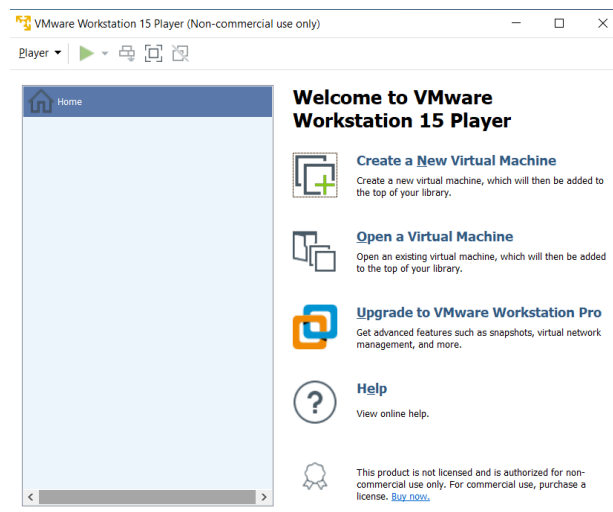 VMware Workstation 15 Player (Non-commercial use only)
Player
Home
Welcome to VMware
Workstation 15 Player
Create a New Virtual Machine
Create a new virtual machine, which will then be added to
the top of your library.
Open a Virtual Machine
Open an existing virtual machine, which will then be added
to the top of your library.
Upgrade to VMware Workstation Pro
Get advanced features such as snapshots, virtual network
management, and more.
Help
View online help.
This product is not licensed and is authorized for non-
commercial use only. For commercial use, purchase a
license. Buy now.